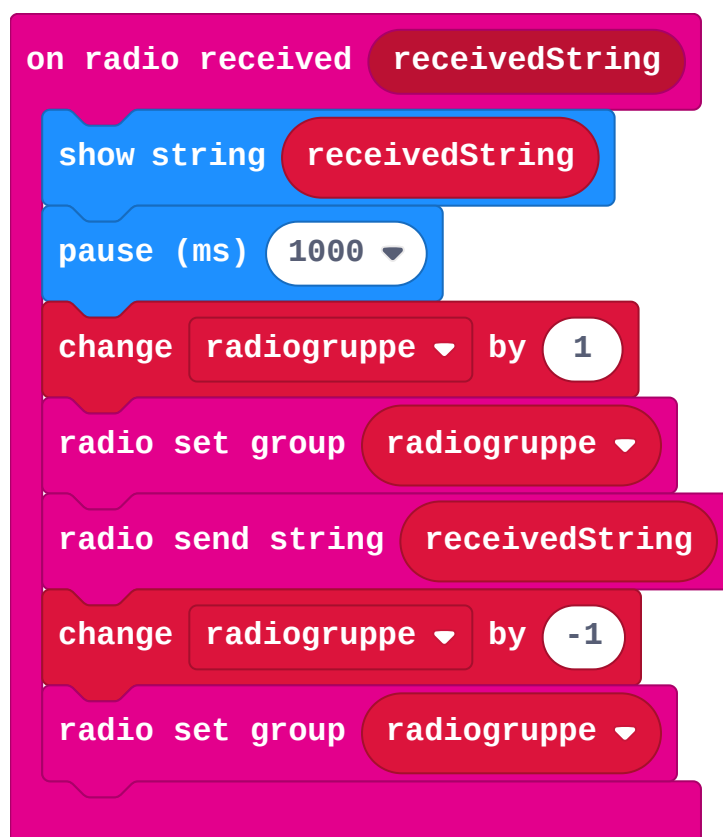 on radio received receivedString
show string receivedString
pause (ms) 1000
change radiogruppe by 1
radio set group radiogruppe
radio send string receivedString
change radiogruppe by -1
radio set group radiogruppe